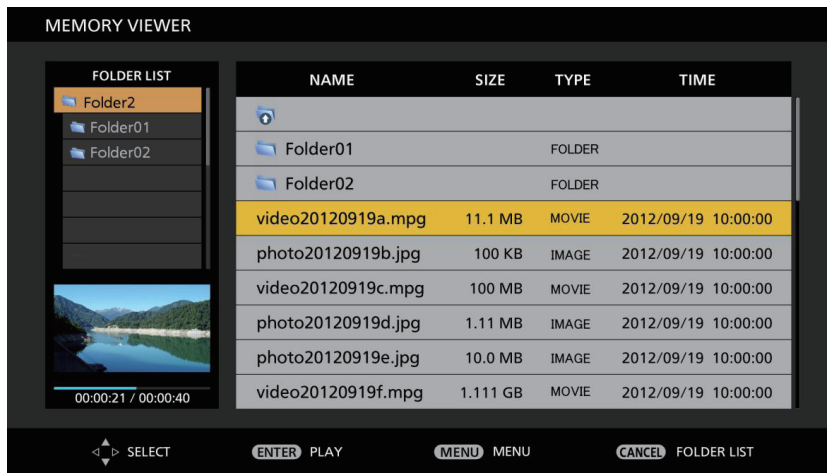 MEMORY VIEWER
FOLDER LIST
Folder2
Folder01
Folder02
00:00:21 / 00:00:40
NAME SIZE TYPE TIME
Folder01 FOLDER
Folder02 FOLDER
video20120919a.mpg 11.1 MB MOVIE 2012/09/19 10:00:00
photo20120919b.jpg 100 KB IMAGE 2012/09/19 10:00:00
video20120919c.mpg 100 MB MOVIE 2012/09/19 10:00:00
photo20120919d.jpg 1.11 MB IMAGE 2012/09/19 10:00:00
photo20120919e.jpg 10.0 MB IMAGE 2012/09/19 10:00:00
video20120919f.mpg 1.111 GB MOVIE 2012/09/19 10:00:00
SELECT ENTER PLAY MENU MENU CANCEL FOLDER LIST